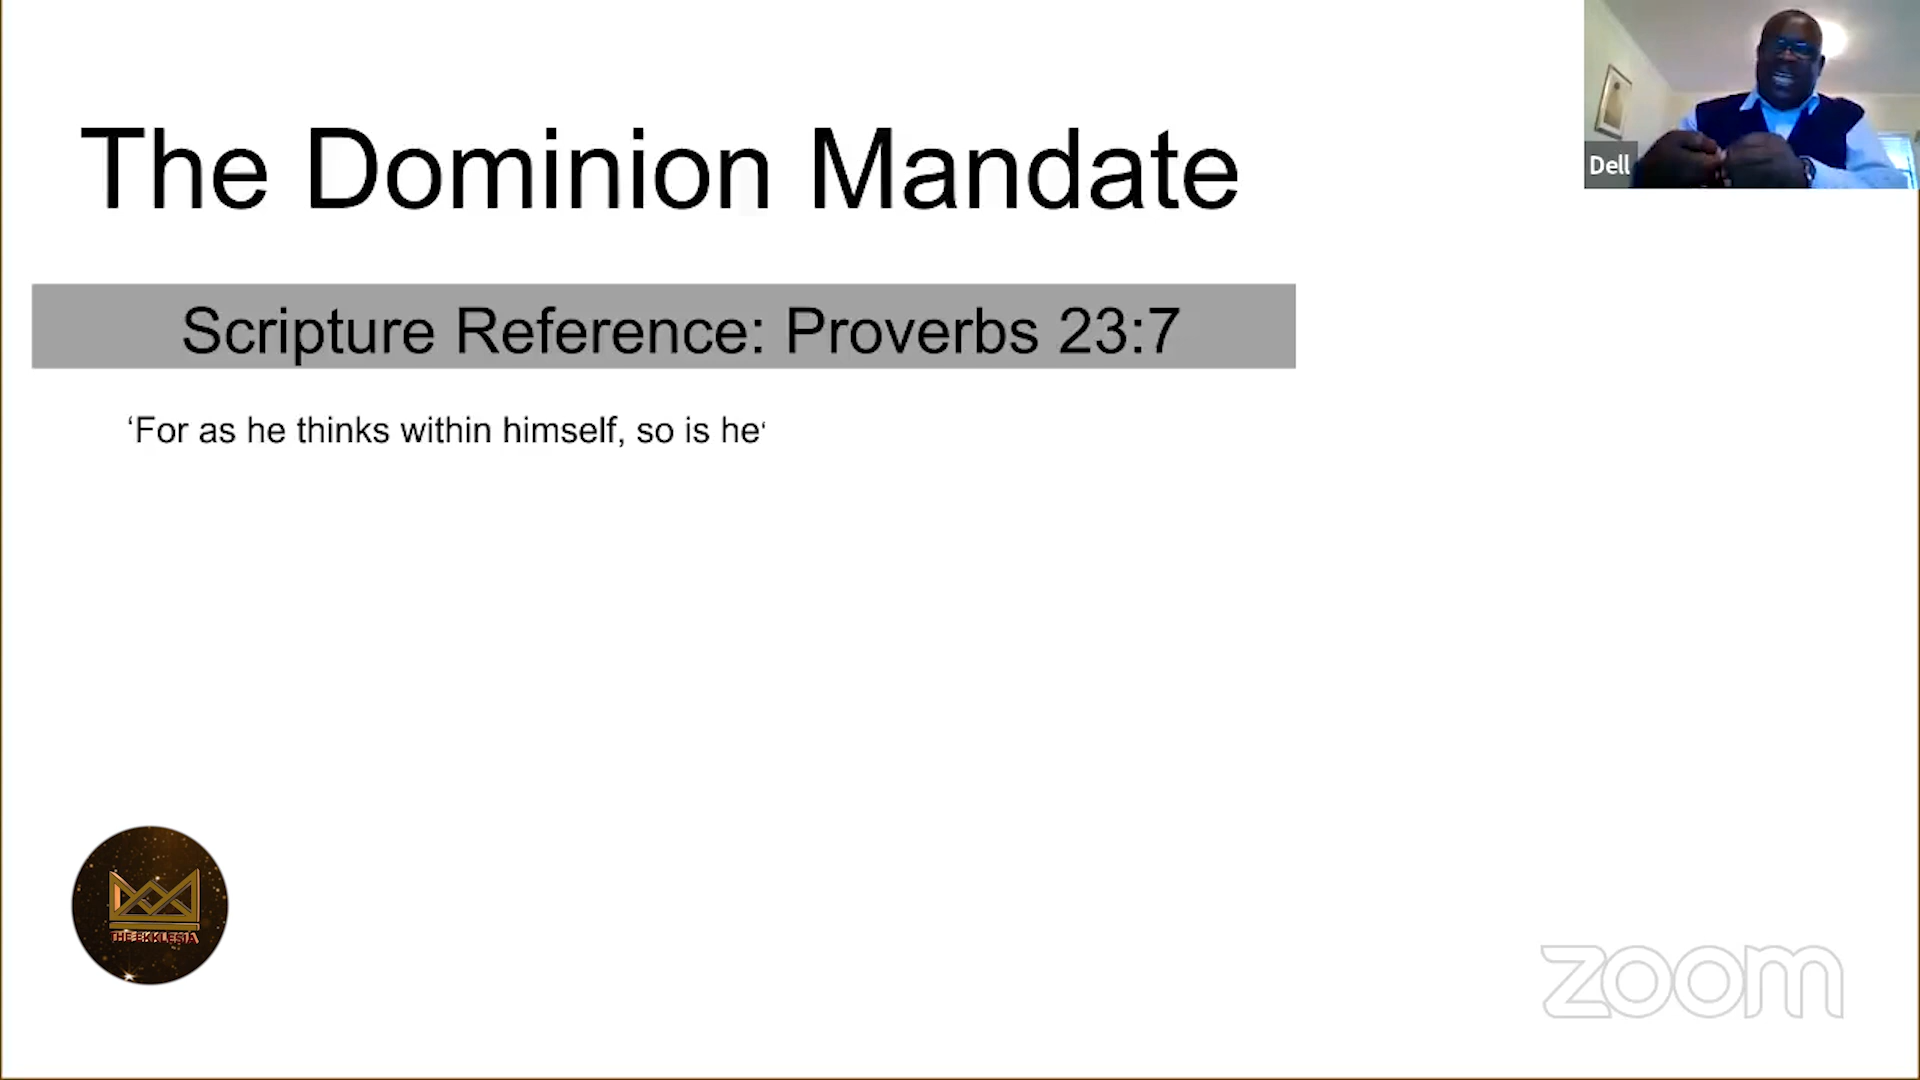 The Dominion Mandate
Dell
Scripture Reference: Proverbs 23:7
‘For as he thinks within himself, so is he‘
THE EKKLESIA
zoom